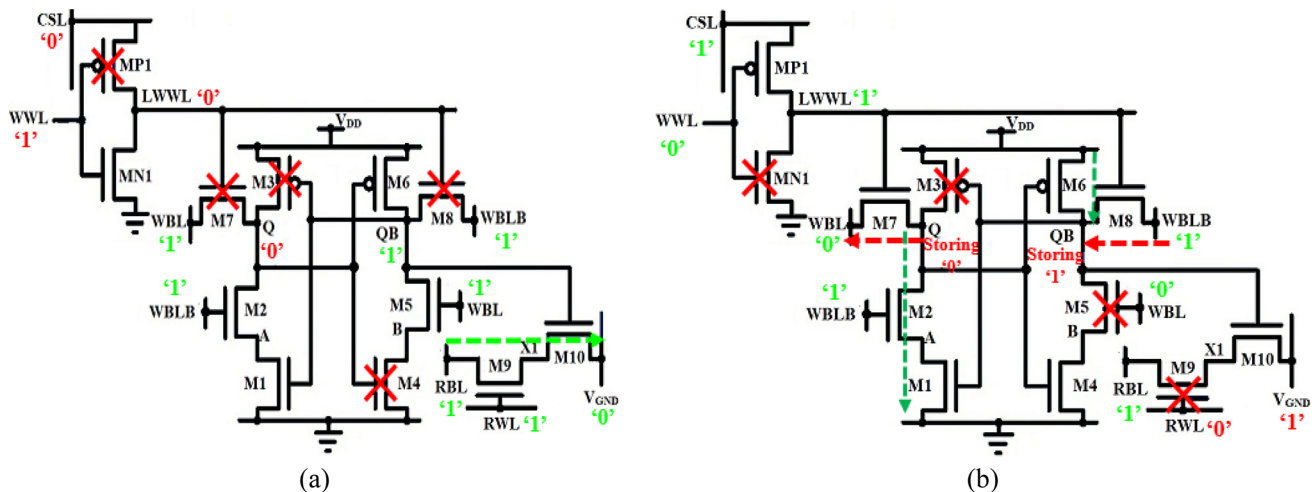 CSL
'0'
MP1
LWWL '0'
WWL
'1'
MN1
VDD
M3
M6
M7
M8
WBL
'1'
Q
'0'
QB
'1'
WBLB
'1'
'1'
WBLB
M2
A
M5
B
'1'
WBL
M1
M4
RBL
'1'
M9
X1
M10
RWL
'1'
VGND
'0'
(a)
CSL
'1'
MP1
LWWL '1'
WWL
'0'
MN1
VDD
M3
M6
M7
M8
WBL
'0'
Q
Storing
'0'
QB
Storing
'1'
WBLB
'1'
'1'
WBLB
M2
A
M5
B
'0'
WBL
M1
M4
RBL
'1'
M9
X1
M10
RWL
'0'
VGND
'1'
(b)